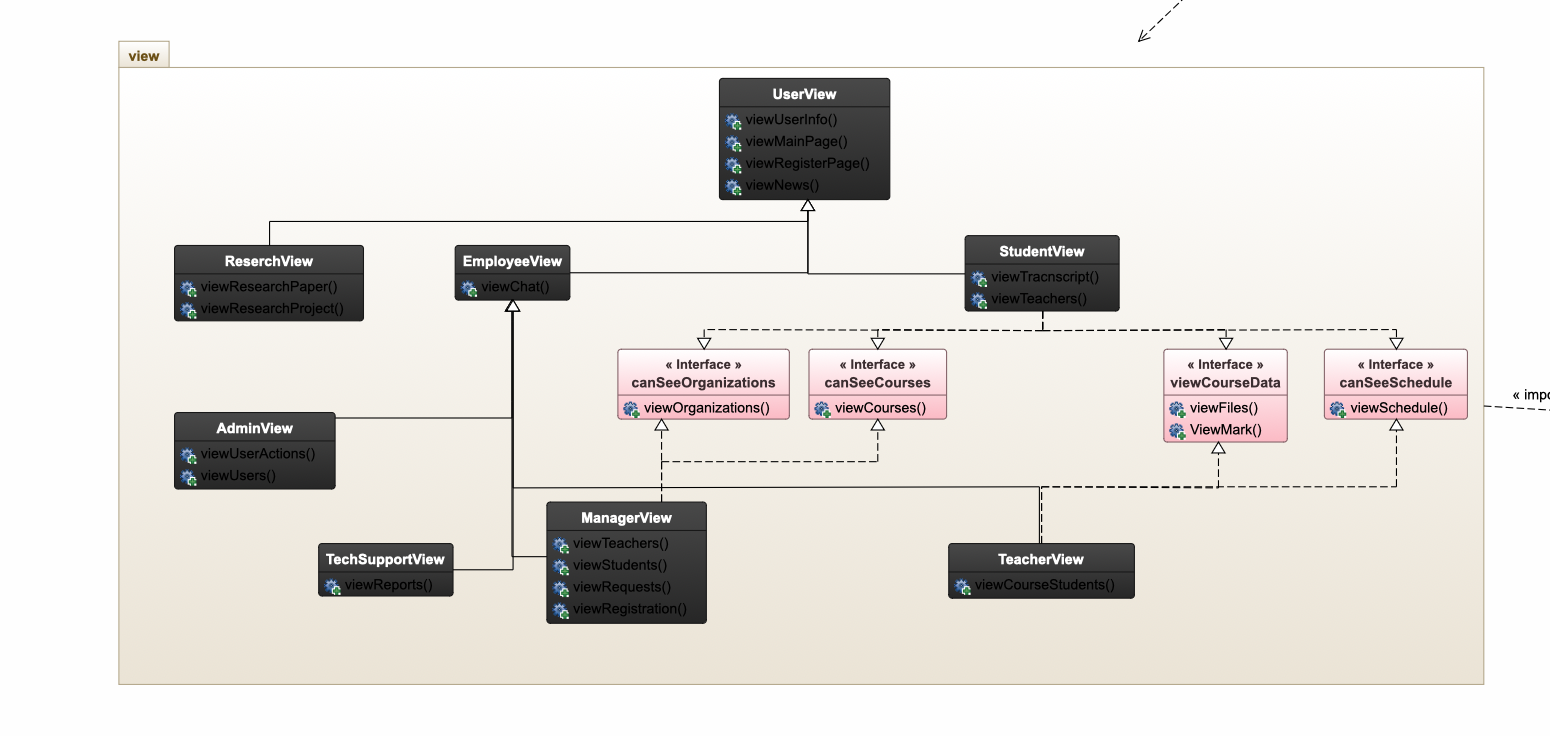 view
UserView
viewUserInfo()
viewMainPage()
viewRegisterPage()
viewNews()
ReserchView
viewResearchPaper()
viewResearchProject()
EmployeeView
viewChat()
StudentView
viewTracnscript()
viewTeachers()
« Interface »
canSeeOrganizations
viewOrganizations()
« Interface »
canSeeCourses
viewCourses()
« Interface »
viewCourseData
viewFiles()
ViewMark()
« Interface »
canSeeSchedule
viewSchedule()
« impo
AdminView
viewUserActions()
viewUsers()
TechSupportView
viewReports()
ManagerView
viewTeachers()
viewStudents()
viewRequests()
viewRegistration()
TeacherView
viewCourseStudents()